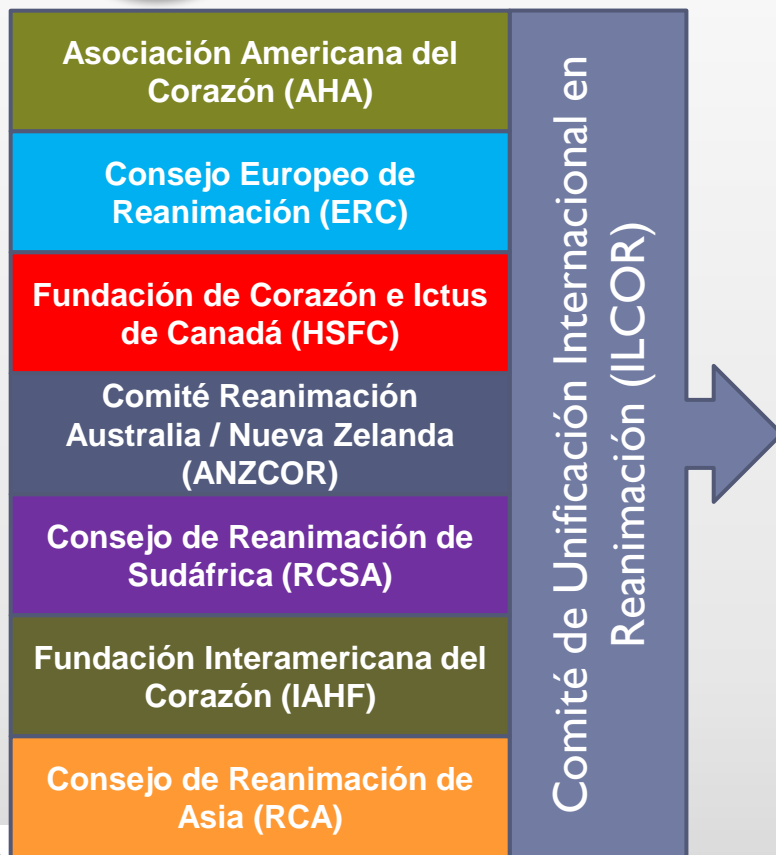 Asociación Americana del
Corazón (AHA)
Consejo Europeo de
Reanimación (ERC)
Fundación de Corazón e Ictus
de Canadá (HSFC)
Comité Reanimación
Australia / Nueva Zelanda
(ANZCOR)
Consejo de Reanimación de
Sudáfrica (RCSA)
Fundación Interamericana del
Corazón (IAHF)
Consejo de Reanimación de
Asia (RCA)
Comité de Unificación Internacional en
Reanimación (ILCOR)